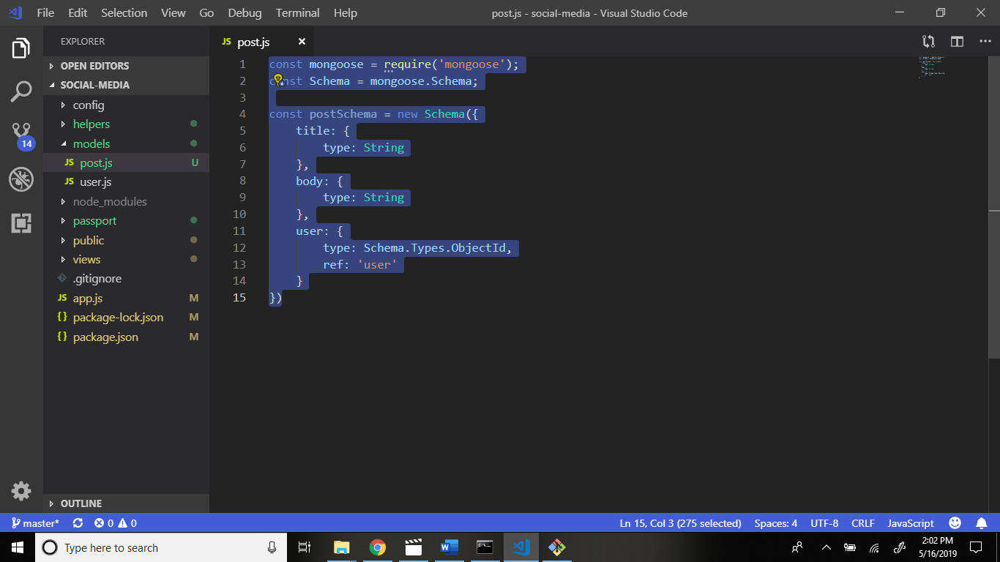 File Edit Selection View Go Debug Terminal Help
post.js - social-media - Visual Studio Code
EXPLORER
OPEN EDITORS
SOCIAL-MEDIA
config
helpers
models
JS post.js U
JS user.js
node_modules
passport
public
views
.gitignore
JS app.js M
{} package-lock.json M
{} package.json M
OUTLINE
14
JS post.js
1 const mongoose = require('mongoose');
2 const Schema = mongoose.Schema;
3
4 const postSchema = new Schema({
5     title: {
6         type: String
7     },
8     body: {
9         type: String
10     },
11     user: {
12         type: Schema.Types.ObjectId,
13         ref: 'user'
14     }
15 })
master* 0 0 Ln 15, Col 3 (275 selected) Spaces: 4 UTF-8 CRLF JavaScript
Type here to search
2:02 PM
5/16/2019